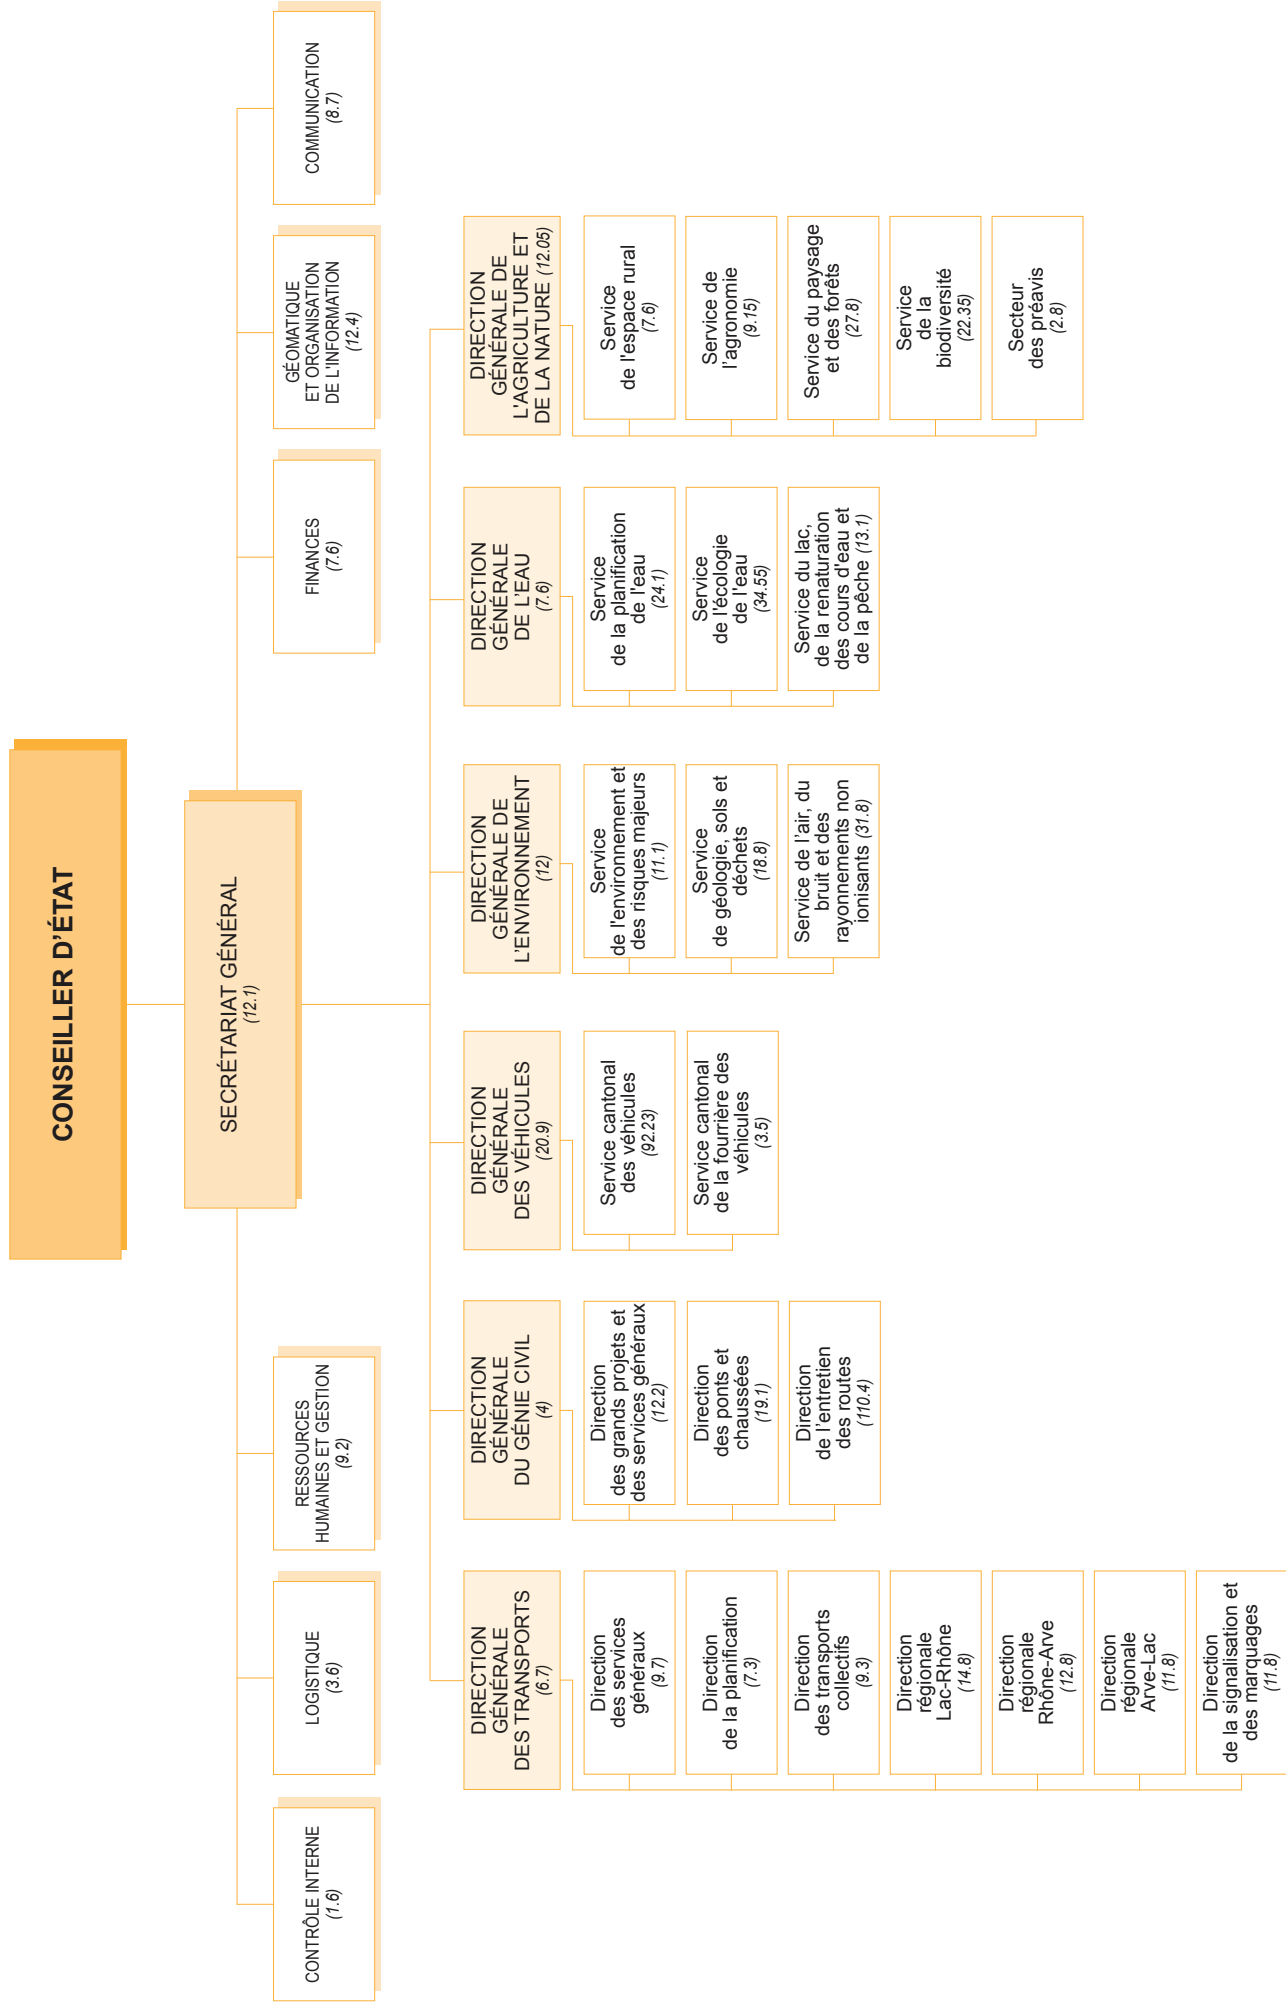 CONSEILLER D'ÉTAT
SECRÉTARIAT GÉNÉRAL
(12.1)
CONTRÔLE INTERNE
(1.6)
LOGISTIQUE
(3.6)
RESSOURCES
HUMAINES ET GESTION
(9.2)
FINANCES
(7.6)
GÉOMATIQUE
ET ORGANISATION
DE L'INFORMATION
(12.4)
COMMUNICATION
(8.7)
DIRECTION
GÉNÉRALE
DES TRANSPORTS
(6.7)
Direction
des services
généraux
(9.7)
Direction
de la planification
(7.3)
Direction
des transports
collectifs
(9.3)
Direction
régionale
Lac-Rhône
(14.8)
Direction
régionale
Rhône-Arve
(12.8)
Direction
régionale
Arve-Lac
(11.8)
Direction
de la signalisation et
des marquages
(11.8)
DIRECTION
GÉNÉRALE
DU GÉNIE CIVIL
(4)
Direction
des grands projets et
des services généraux
(12.2)
Direction
des ponts et
chaussées
(19.1)
Direction
de l'entretien
des routes
(110.4)
DIRECTION
GÉNÉRALE
DES VÉHICULES
(20.9)
Service cantonal
des véhicules
(92.23)
Service cantonal
de la fourrière des
véhicules
(3.5)
DIRECTION
GÉNÉRALE DE
L'ENVIRONNEMENT
(12)
Service
de l'environnement et
des risques majeurs
(11.1)
Service
de géologie, sols et
déchets
(18.8)
Service de l'air, du
bruit et des
rayonnements non
ionisants (31.8)
DIRECTION
GÉNÉRALE
DE L'EAU
(7.6)
Service
de la planification
de l'eau
(24.1)
Service
de l'écologie
de l'eau
(34.55)
Service du lac,
de la renaturation
des cours d'eau et
de la pêche (13.1)
DIRECTION
GÉNÉRALE DE
L'AGRICULTURE ET
DE LA NATURE (12.05)
Service
de l'espace rural
(7.6)
Service de
l'agronomie
(9.15)
Service du paysage
et des forêts
(27.8)
Service
de la
biodiversité
(22.35)
Secteur
des préavis
(2.8)